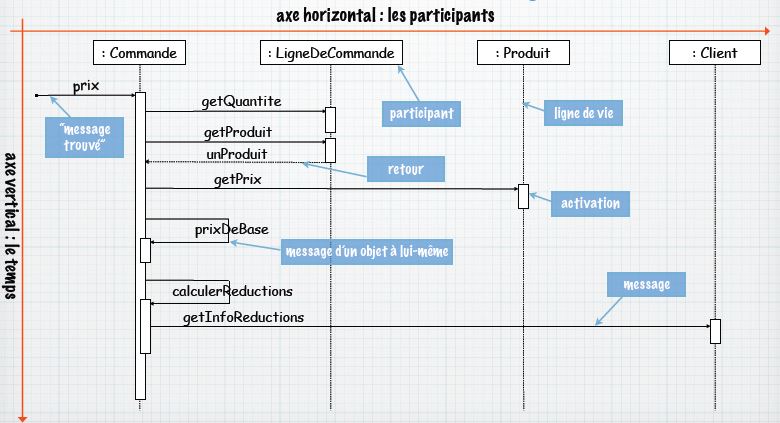 axe horizontal : les participants
: Commande
: LigneDeCommande
: Produit
: Client
prix
getQuantite
participant
ligne de vie
"message
trouvé"
getProduit
unProduit
retour
getPrix
activation
axe vertical : le temps
prixDeBase
message d'un objet à lui-même
calculerReductions
message
getInfoReductions